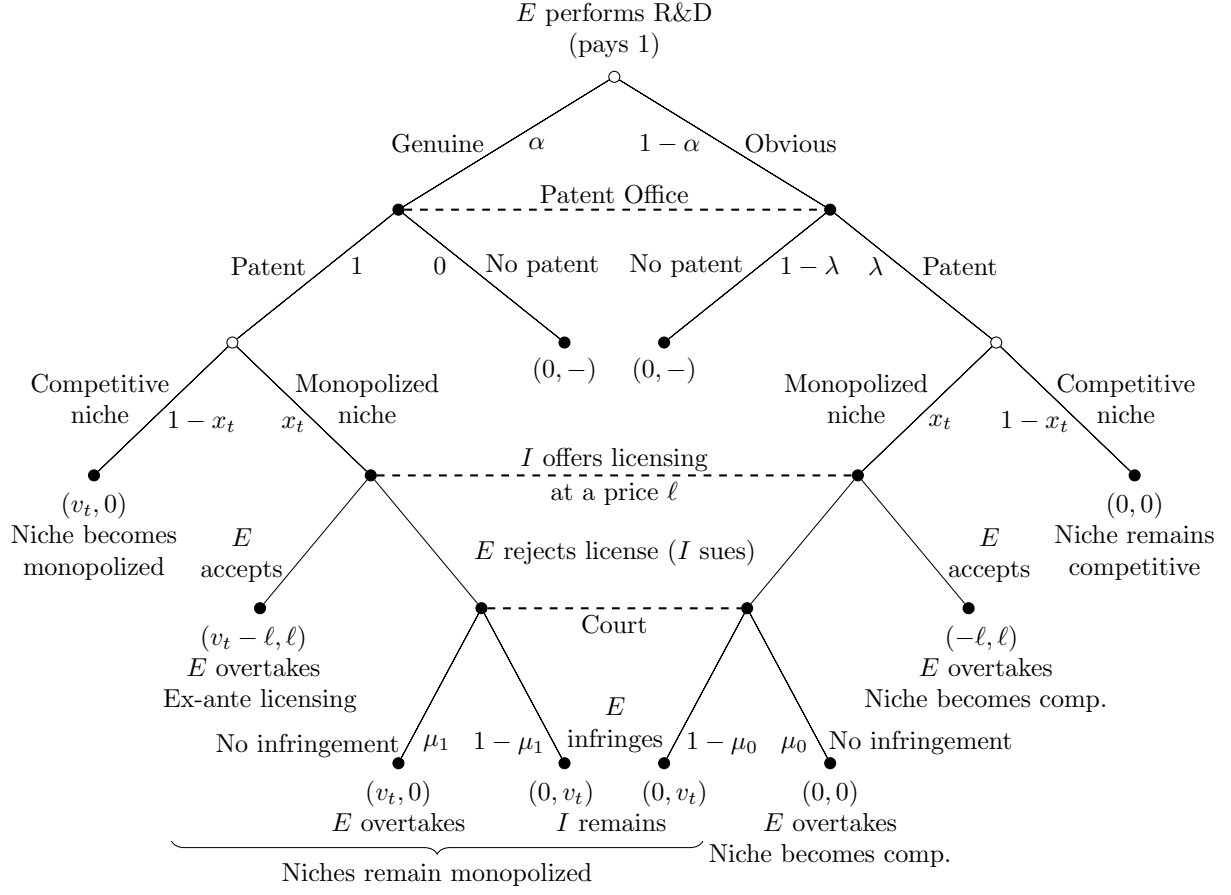 E performs R&D
(pays 1)
Genuine
α
1 − α
Obvious
Patent Office
Patent
1
0
No patent
No patent
1 − λ
λ
Patent
(0, −)
(0, −)
Competitive
niche
1 − x_t
x_t
Monopolized
niche
Monopolized
niche
x_t
1 − x_t
Competitive
niche
I offers licensing
at a price ℓ
(v_t, 0)
Niche becomes
monopolized
E
accepts
E rejects license (I sues)
E
accepts
(0, 0)
Niche remains
competitive
Court
(v_t − ℓ, ℓ)
E overtakes
Ex-ante licensing
(−ℓ, ℓ)
E overtakes
Niche becomes comp.
No infringement
μ_1
1 − μ_1
E
infringes
1 − μ_0
μ_0
No infringement
(v_t, 0)
E overtakes
(0, v_t)
I remains
(0, v_t)
(0, 0)
E overtakes
Niche becomes comp.
Niches remain monopolized